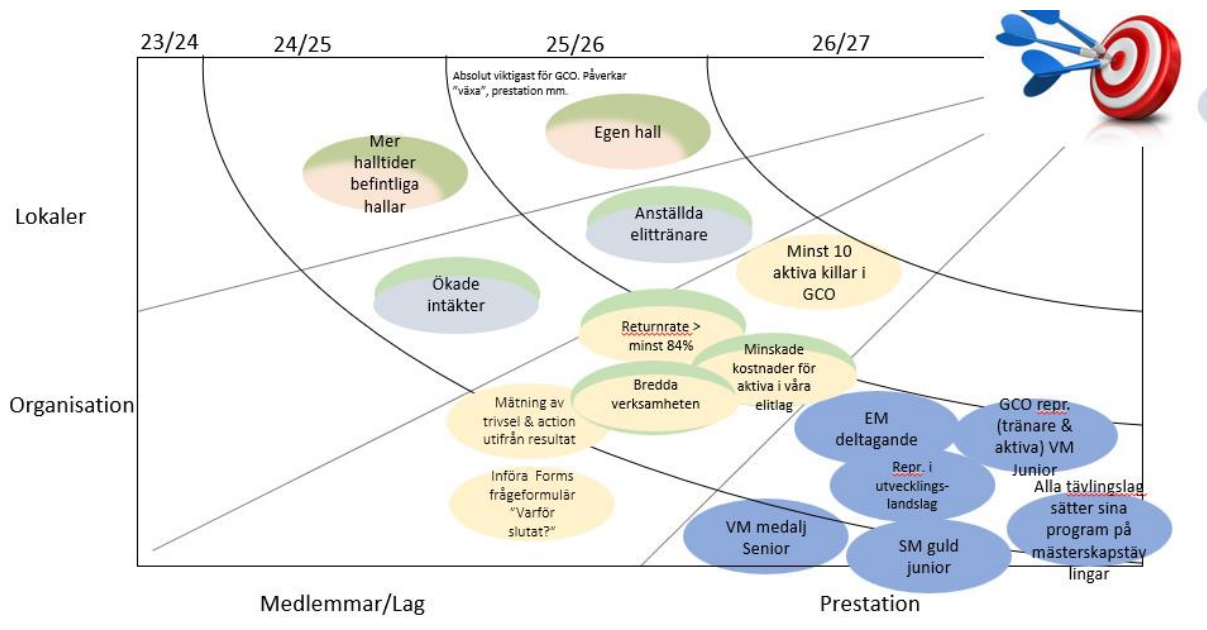 23/24
24/25
25/26
26/27
Absolut viktigast för GCO. Påverkar
”växa”, prestation mm.
Mer
halltider
befintliga
hallar
Egen hall
Lokaler
Anställda
elittränare
Minst 10
aktiva killar i
GCO
Ökade
intäkter
Returnrate >
minst 84%
Minskade
kostnader för
aktiva i våra
elitlag
Organisation
Bredda
verksamheten
Mätning av
trivsel & action
utifrån resultat
EM
deltagande
GCO repr.
(tränare &
aktiva) VM
Junior
Införa Forms
frågeformulär
”Varför
slutat?”
Repr. i
utvecklings-
landslag
Alla tävlingslag
sätter sina
program på
mästerskapstäv
lingar
VM medalj
Senior
SM guld
junior
Medlemmar/Lag
Prestation